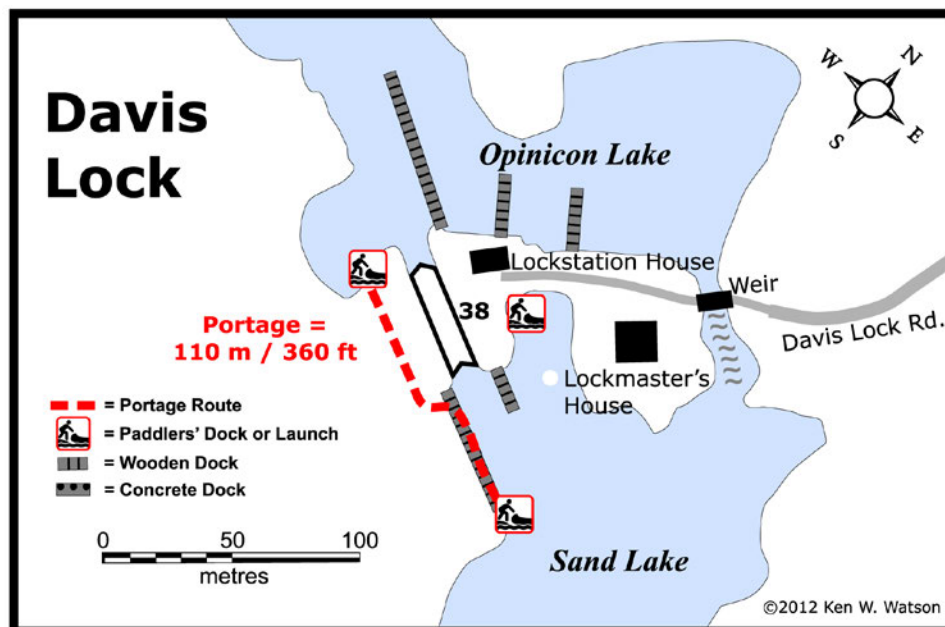 Davis
Lock
W
N
S
E
Opinicon Lake
Lockstation House
Weir
38
Davis Lock Rd.
Portage =
110 m / 360 ft
Lockmaster's
House
= Portage Route
= Paddlers' Dock or Launch
= Wooden Dock
= Concrete Dock
0 50 100
metres
Sand Lake
©2012 Ken W. Watson